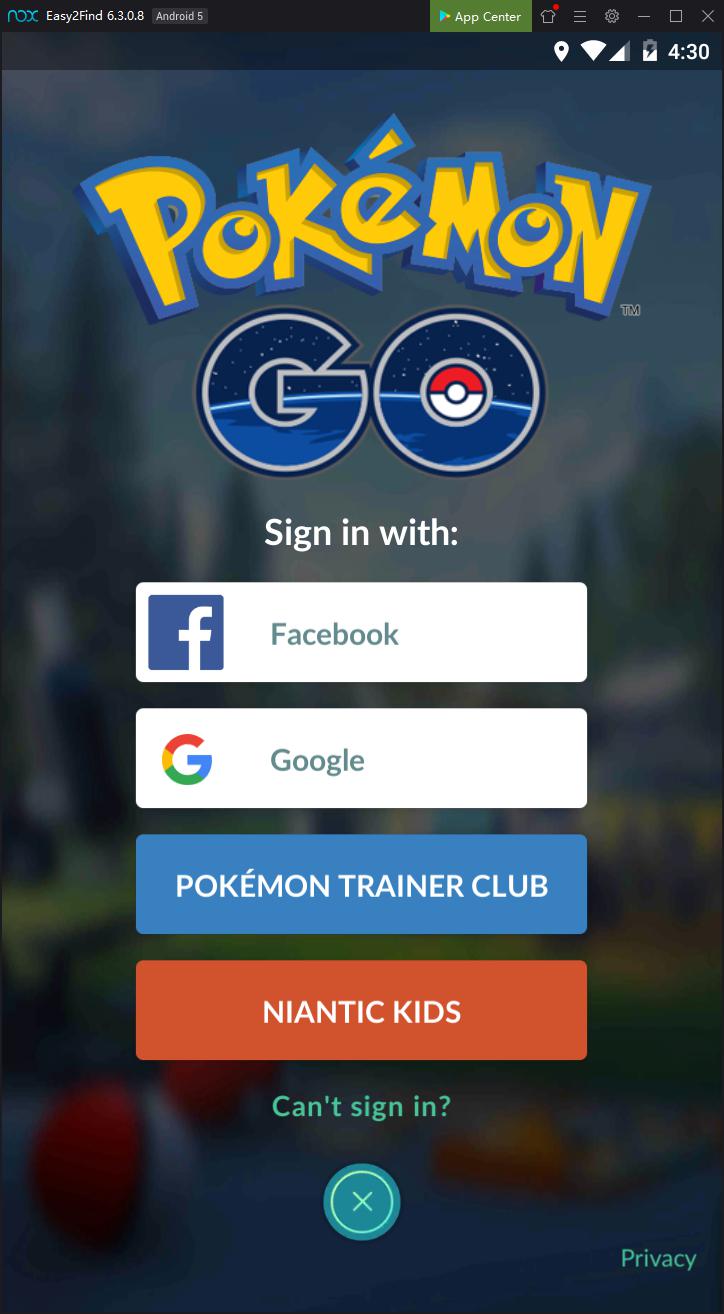 nox Easy2Find 6.3.0.8 Android 5 App Center
4:30
POKéMON
TM
GO
Sign in with:
Facebook
G Google
POKÉMON TRAINER CLUB
NIANTIC KIDS
Can't sign in?
Privacy